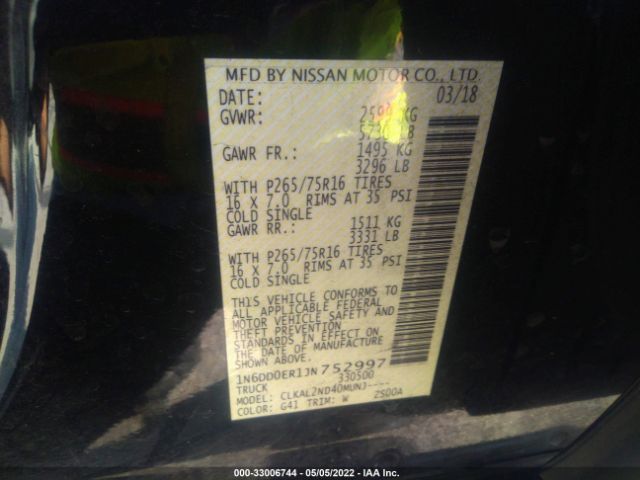 MFD BY NISSAN MOTOR CO., LTD.
DATE: 03/18
GVWR: KG
LB
GAWR FR.: 1495 KG
3296 LB
WITH P265/75R16 TIRES
16 X 7.0 RIMS AT 35 PSI
COLD SINGLE
GAWR RR.: 1511 KG
3331 LB
WITH P265/75R16 TIRES
16 X 7.0 RIMS AT 35 PSI
COLD SINGLE
THIS VEHICLE CONFORMS TO
ALL APPLICABLE FEDERAL
MOTOR VEHICLE SAFETY AND
THEFT PREVENTION
STANDARDS IN EFFECT ON
THE DATE OF MANUFACTURE
SHOWN ABOVE.
1N6DD0ER1JN752997
TRUCK 330500
MODEL: CLKAL2ND40MUNJ----
COLOR: G41 TRIM: W 2S00A
000-33006744 - 05/05/2022 - IAA Inc.